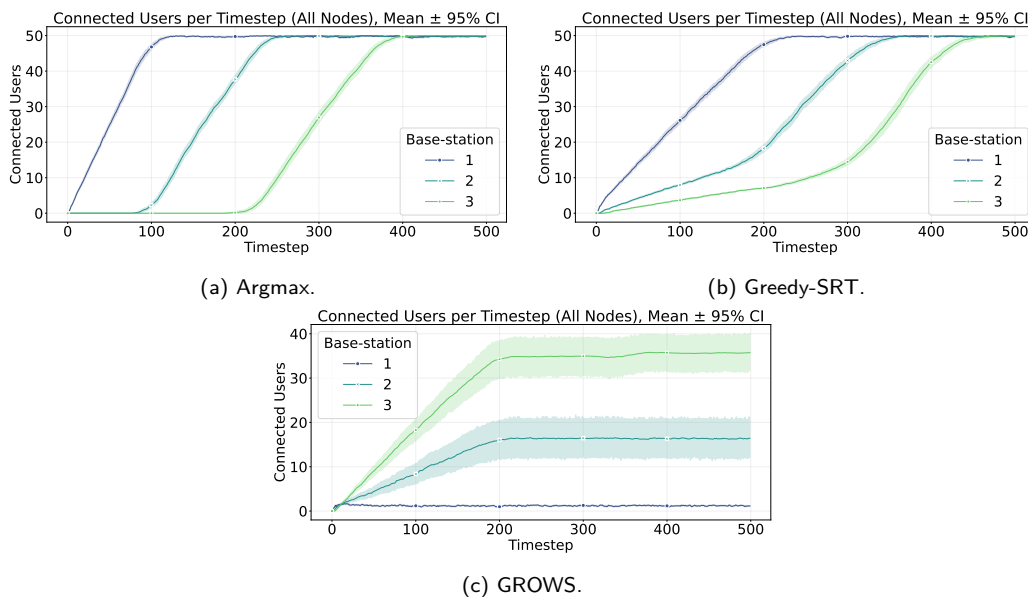 Connected Users per Timestep (All Nodes), Mean ± 95% CI
50
40
30
20
10
0
Connected Users
Base-station
1
2
3
0 100 200 300 400 500
Timestep
(a) Argmax.
Connected Users per Timestep (All Nodes), Mean ± 95% CI
50
40
30
20
10
0
Connected Users
Base-station
1
2
3
0 100 200 300 400 500
Timestep
(b) Greedy-SRT.
Connected Users per Timestep (All Nodes), Mean ± 95% CI
40
30
20
10
0
Connected Users
Base-station
1
2
3
0 100 200 300 400 500
Timestep
(c) GROWS.